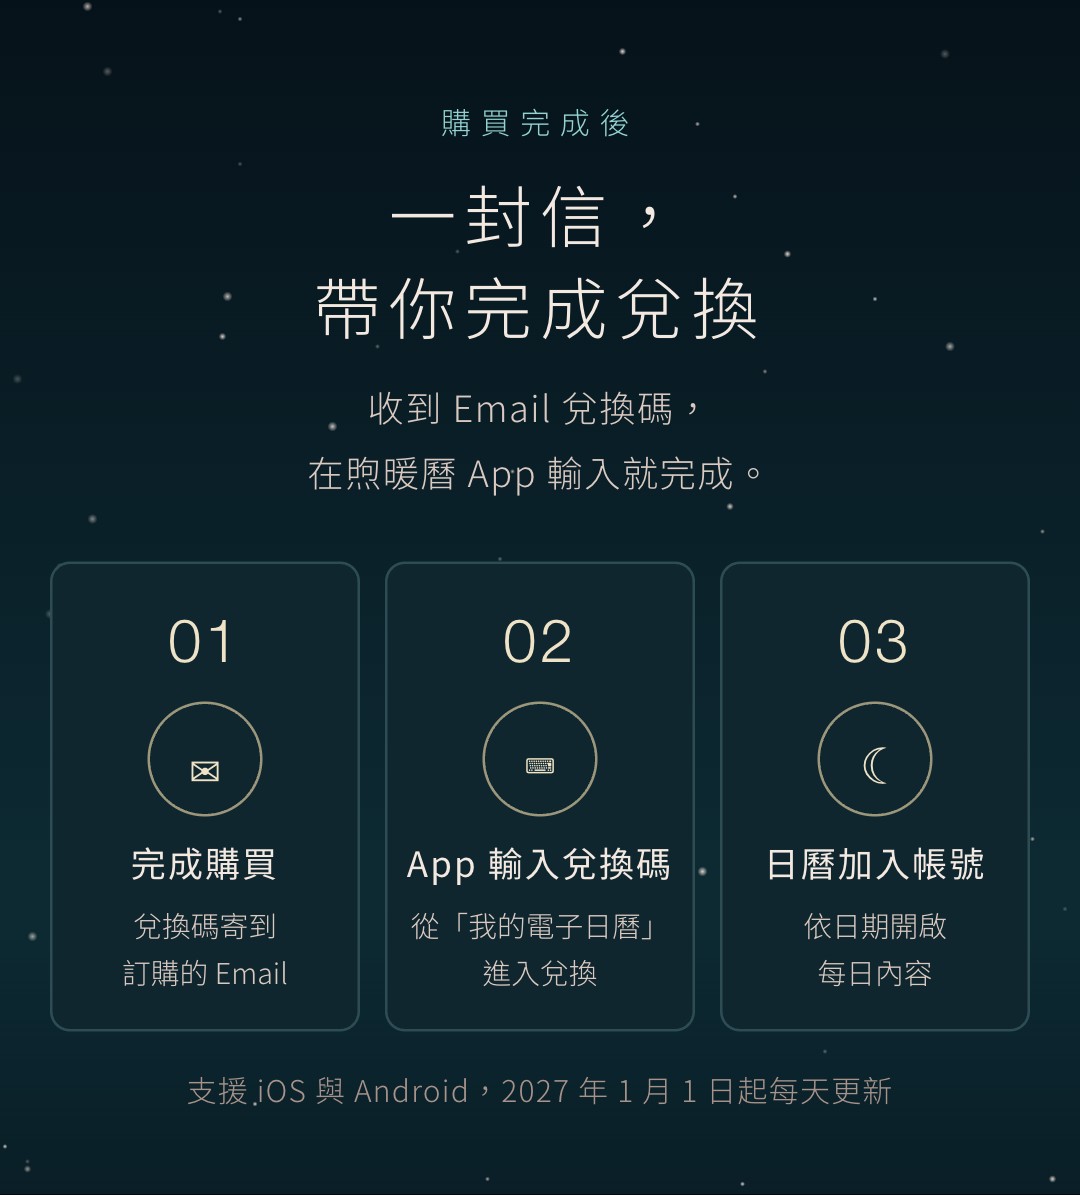 購買完成後
一封信，
帶你完成兌換
收到 Email 兌換碼，
在煦暖曆 App 輸入就完成。
01
完成購買
兌換碼寄到
訂購的 Email
02
App 輸入兌換碼
從「我的電子日曆」
進入兌換
03
日曆加入帳號
依日期開啟
每日內容
支援 iOS 與 Android，2027 年 1 月 1 日起每天更新